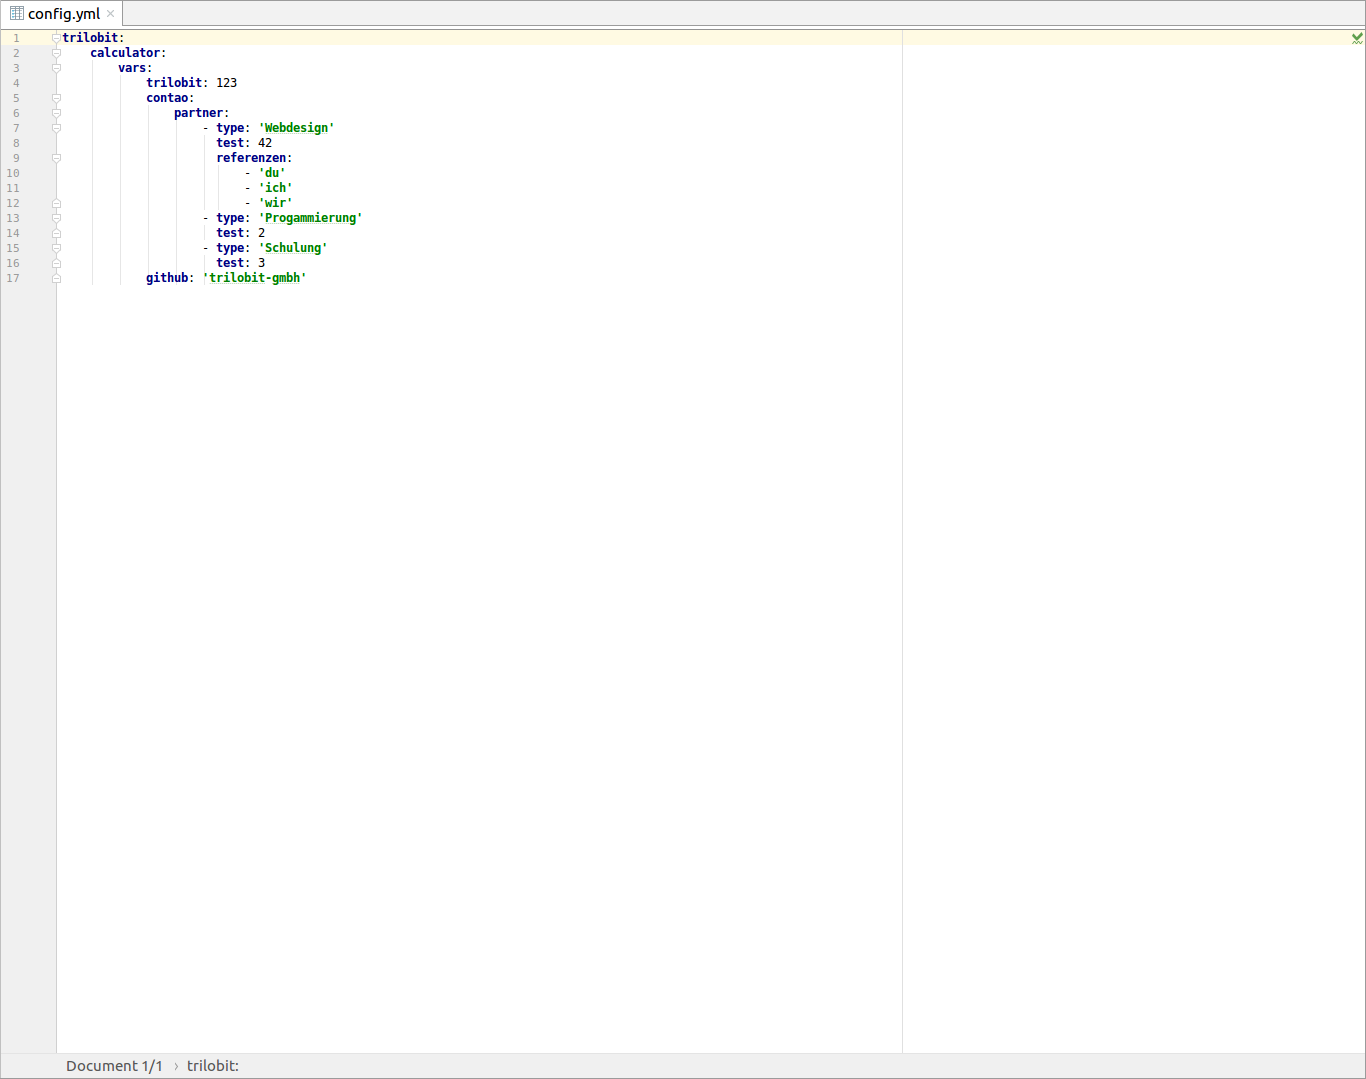 config.yml
1 trilobit:
2     calculator:
3         vars:
4             trilobit: 123
5             contao:
6                 partner:
7                     - type: 'Webdesign'
8                       test: 42
9                       referenzen:
10                          - 'du'
11                          - 'ich'
12                          - 'wir'
13                    - type: 'Progammierung'
14                      test: 2
15                    - type: 'Schulung'
16                      test: 3
17            github: 'trilobit-gmbh'
Document 1/1 › trilobit: